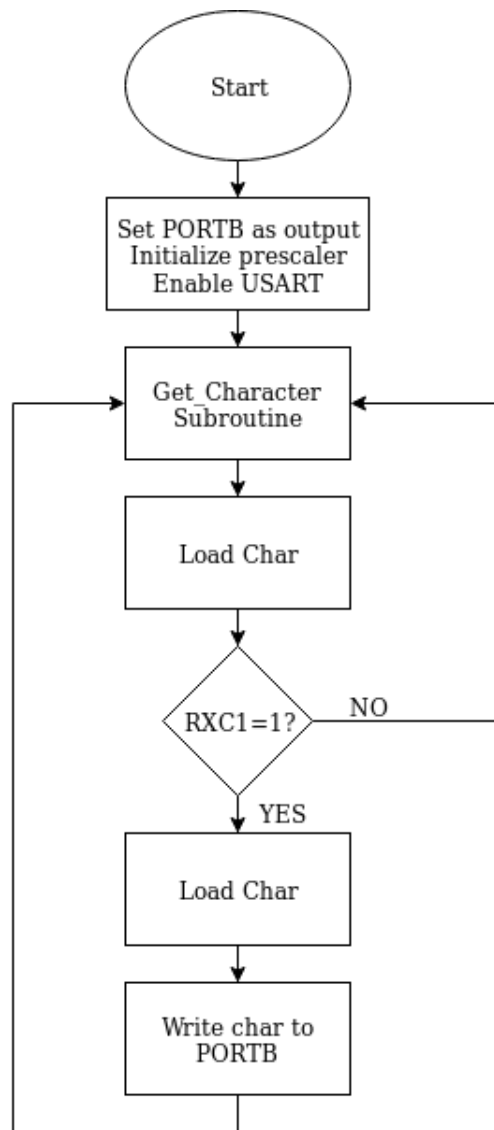 Start
Set PORTB as output
Initialize prescaler
Enable USART
Get_Character
Subroutine
Load Char
RXC1=1?
NO
YES
Load Char
Write char to
PORTB